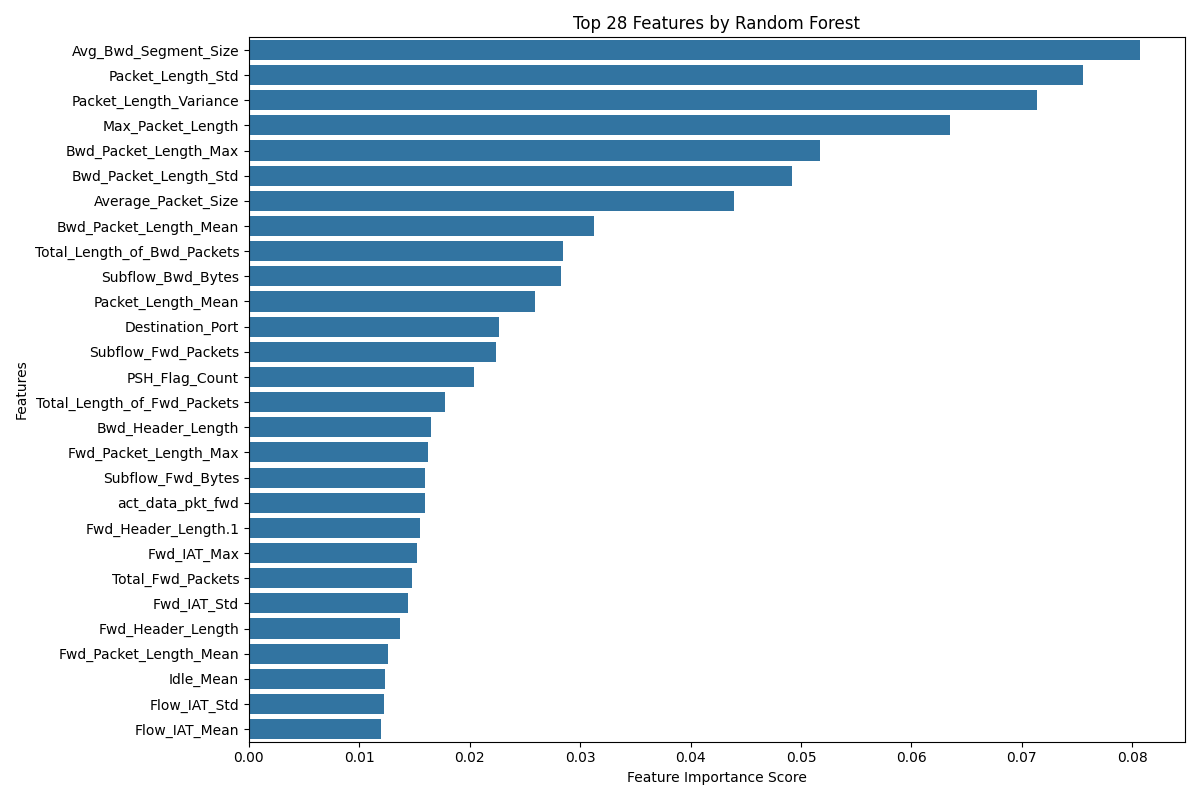 Top 28 Features by Random Forest
Features
Avg_Bwd_Segment_Size
Packet_Length_Std
Packet_Length_Variance
Max_Packet_Length
Bwd_Packet_Length_Max
Bwd_Packet_Length_Std
Average_Packet_Size
Bwd_Packet_Length_Mean
Total_Length_of_Bwd_Packets
Subflow_Bwd_Bytes
Packet_Length_Mean
Destination_Port
Subflow_Fwd_Packets
PSH_Flag_Count
Total_Length_of_Fwd_Packets
Bwd_Header_Length
Fwd_Packet_Length_Max
Subflow_Fwd_Bytes
act_data_pkt_fwd
Fwd_Header_Length.1
Fwd_IAT_Max
Total_Fwd_Packets
Fwd_IAT_Std
Fwd_Header_Length
Fwd_Packet_Length_Mean
Idle_Mean
Flow_IAT_Std
Flow_IAT_Mean
0.00 0.01 0.02 0.03 0.04 0.05 0.06 0.07 0.08
Feature Importance Score